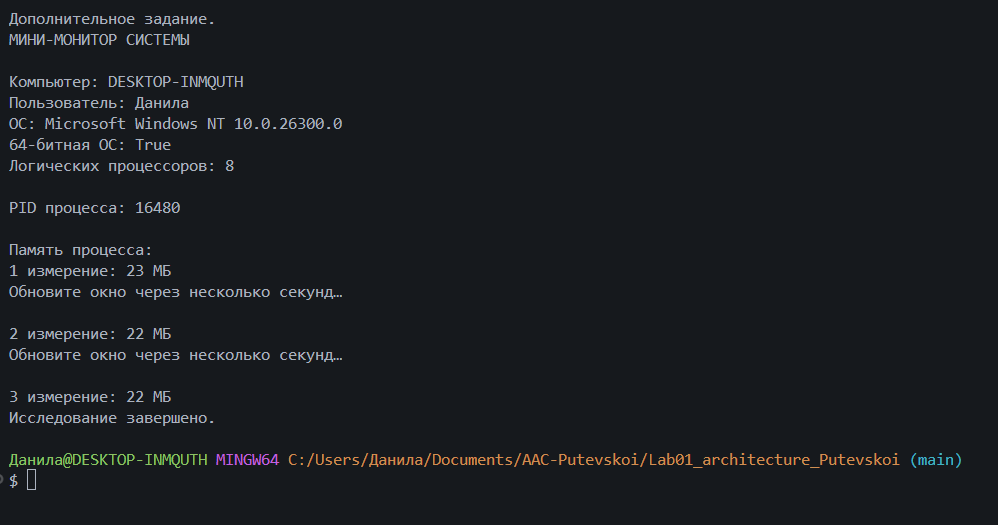 Дополнительное задание.
МИНИ-МОНИТОР СИСТЕМЫ
Компьютер: DESKTOP-INMQUTH
Пользователь: Данила
ОС: Microsoft Windows NT 10.0.26300.0
64-битная ОС: True
Логических процессоров: 8
PID процесса: 16480
Память процесса:
1 измерение: 23 МБ
Обновите окно через несколько секунд…
2 измерение: 22 МБ
Обновите окно через несколько секунд…
3 измерение: 22 МБ
Исследование завершено.
Данила@DESKTOP-INMQUTH MINGW64 C:/Users/Данила/Documents/AAC-Putevskoi/Lab01_architecture_Putevskoi (main)
$